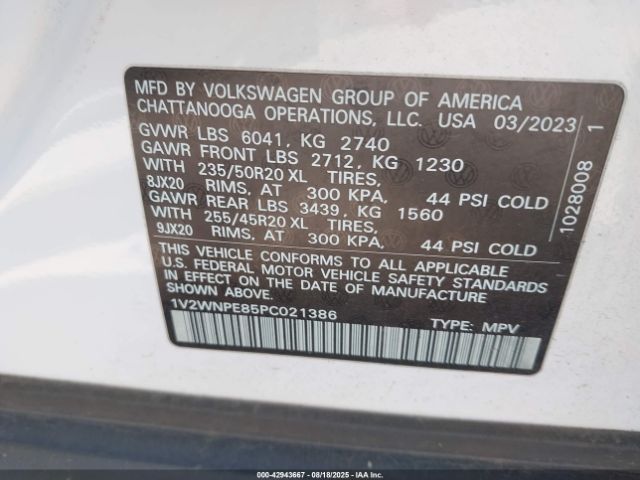 MFD BY VOLKSWAGEN GROUP OF AMERICA
CHATTANOOGA OPERATIONS, LLC. USA 03/2023
GVWR LBS 6041, KG 2740
GAWR FRONT LBS 2712, KG 1230
WITH 235/50R20 XL TIRES,
8JX20 RIMS, AT 300 KPA, 44 PSI COLD
GAWR REAR LBS 3439, KG 1560
WITH 255/45R20 XL TIRES,
9JX20 RIMS, AT 300 KPA, 44 PSI COLD
THIS VEHICLE CONFORMS TO ALL APPLICABLE
U.S. FEDERAL MOTOR VEHICLE SAFETY STANDARDS
IN EFFECT ON THE DATE OF MANUFACTURE
SHOWN ABOVE.
1V2WNPE85PC021386 TYPE: MPV
1028008 1
000-42943667 - 08/18/2025 - IAAI.COM